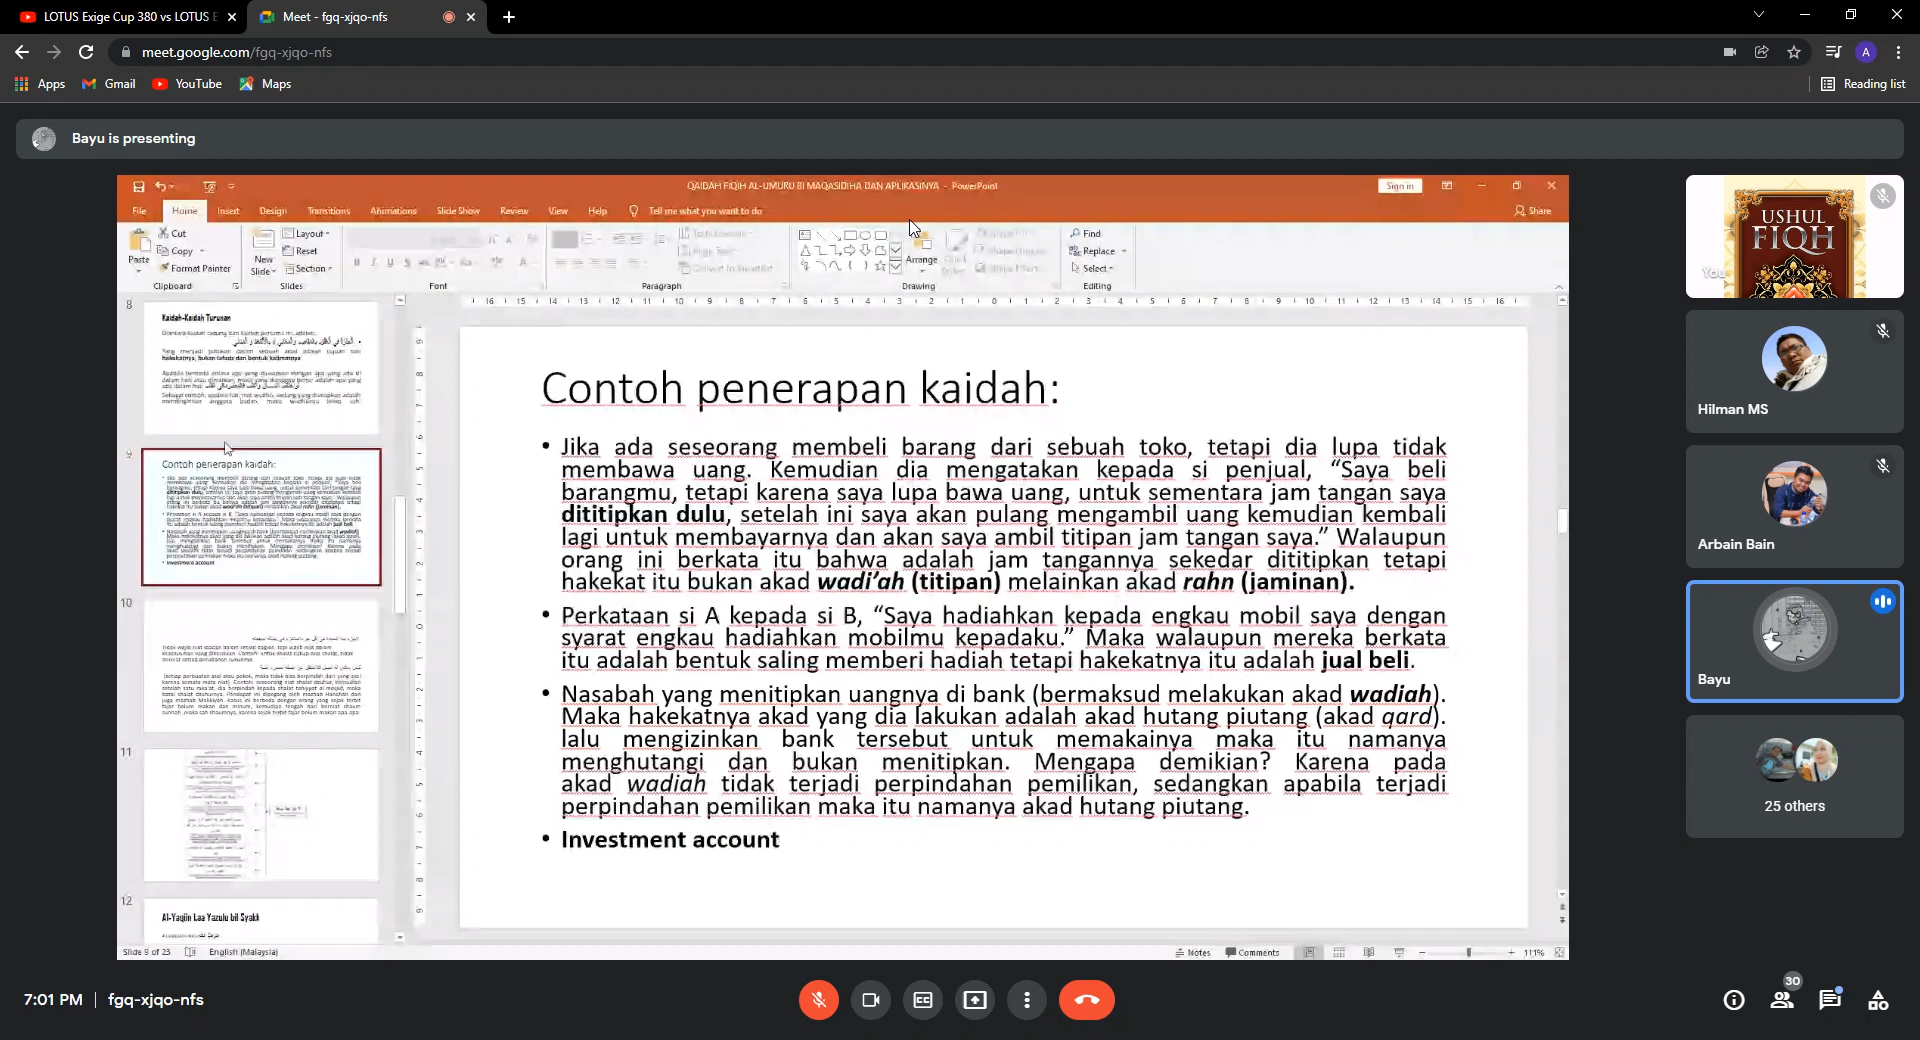 LOTUS Exige Cup 380 vs LOTUS E
Meet - fgq-xjqo-nfs
meet.google.com/fgq-xjqo-nfs
Apps
Gmail
YouTube
Maps
Reading list
A
Bayu is presenting
QAIDAH FIQIH AL-UMURU BI MAQASIDIHA DAN APLIKASINYA - PowerPoint
Sign in
File
Home
Insert
Design
Transitions
Animations
Slide Show
Review
View
Help
Tell me what you want to do
Share
Paste
Cut
Copy
Format Painter
Clipboard
New
Slide
Layout
Reset
Section
Slides
Font
Paragraph
Arrange
Drawing
Find
Replace
Select
Editing
8
Kaidah-Kaidah Turunan
9
Contoh penerapan kaidah:
Investment account
10
11
12
Al-Yaqiin Laa Yazulu bil Syakk
Contoh penerapan kaidah:
• Jika ada seseorang membeli barang dari sebuah toko, tetapi dia lupa tidak
membawa uang. Kemudian dia mengatakan kepada si penjual, “Saya beli
barangmu, tetapi karena saya lupa bawa uang, untuk sementara jam tangan saya
dititipkan dulu, setelah ini saya akan pulang mengambil uang kemudian kembali
lagi untuk membayarnya dan akan saya ambil titipan jam tangan saya.” Walaupun
orang ini berkata itu bahwa adalah jam tangannya sekedar dititipkan tetapi
hakekat itu bukan akad wadi’ah (titipan) melainkan akad rahn (jaminan).
• Perkataan si A kepada si B, “Saya hadiahkan kepada engkau mobil saya dengan
syarat engkau hadiahkan mobilmu kepadaku.” Maka walaupun mereka berkata
itu adalah bentuk saling memberi hadiah tetapi hakekatnya itu adalah jual beli.
• Nasabah yang menitipkan uangnya di bank (bermaksud melakukan akad wadiah).
Maka hakekatnya akad yang dia lakukan adalah akad hutang piutang (akad qard).
lalu mengizinkan bank tersebut untuk memakainya maka itu namanya
menghutangi dan bukan menitipkan. Mengapa demikian? Karena pada
akad wadiah tidak terjadi perpindahan pemilikan, sedangkan apabila terjadi
perpindahan pemilikan maka itu namanya akad hutang piutang.
• Investment account
Slide 9 of 23
English (Malaysia)
Notes
Comments
111%
USHUL
FIQH
You
Hilman MS
Arbain Bain
Bayu
25 others
7:01 PM | fgq-xjqo-nfs
30